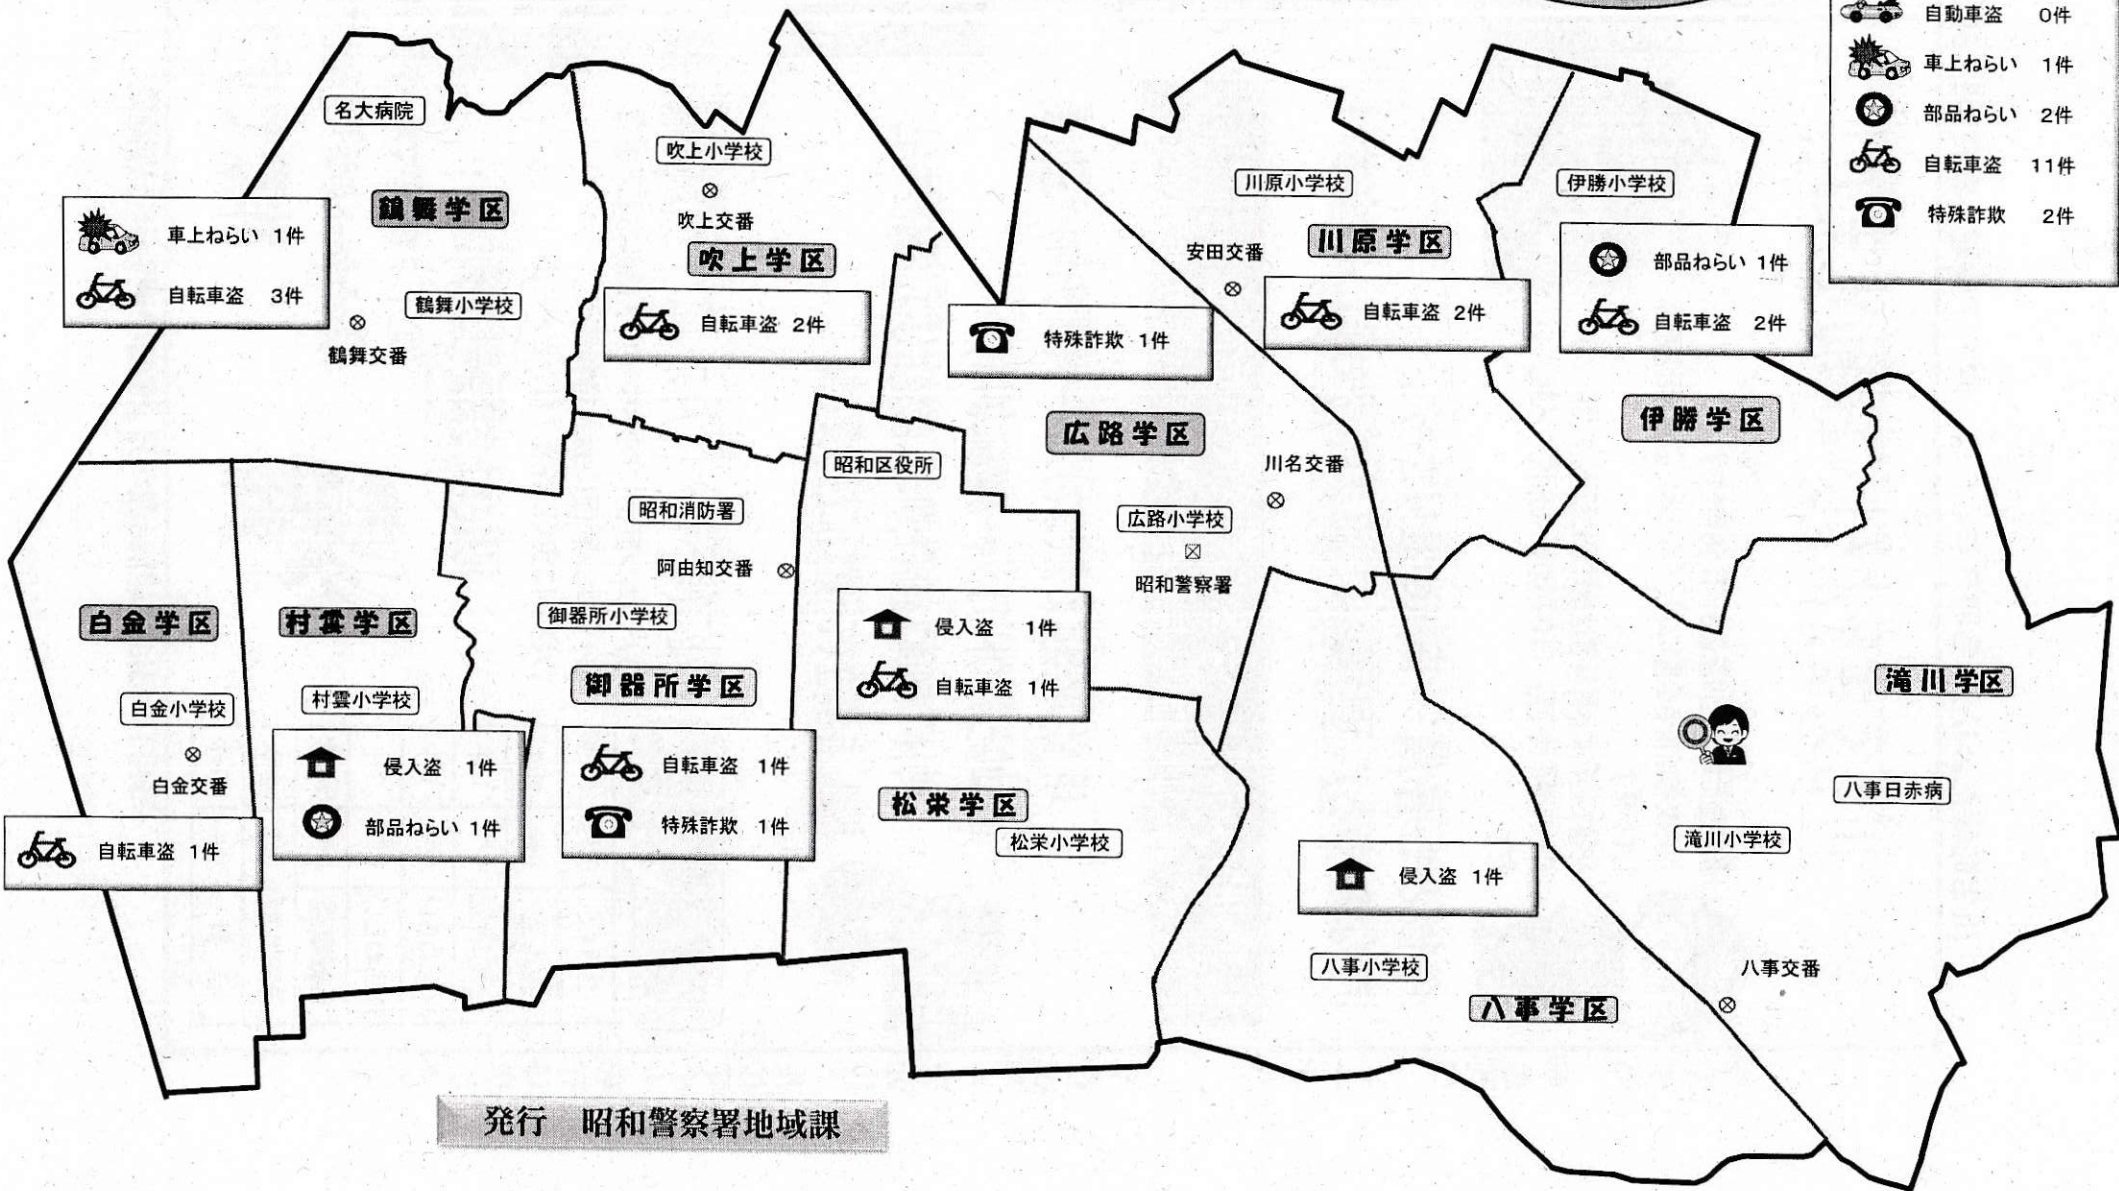 自動車盗 0件
車上ねらい 1件
部品ねらい 2件
自転車盗 11件
特殊詐欺 2件
名大病院
鶴舞学区
車上ねらい 1件
自転車盗 3件
鶴舞小学校
鶴舞交番
吹上小学校
吹上交番
吹上学区
自転車盗 2件
川原小学校
安田交番
川原学区
自転車盗 2件
伊勝小学校
部品ねらい 1件
自転車盗 2件
伊勝学区
特殊詐欺 1件
広路学区
川名交番
広路小学校
昭和警察署
昭和区役所
昭和消防署
阿由知交番
御器所小学校
御器所学区
自転車盗 1件
特殊詐欺 1件
侵入盗 1件
自転車盗 1件
松栄学区
松栄小学校
白金学区
白金小学校
白金交番
自転車盗 1件
村雲学区
村雲小学校
侵入盗 1件
部品ねらい 1件
滝川学区
八事日赤病
滝川小学校
侵入盗 1件
八事小学校
八事学区
八事交番
発行 昭和警察署地域課